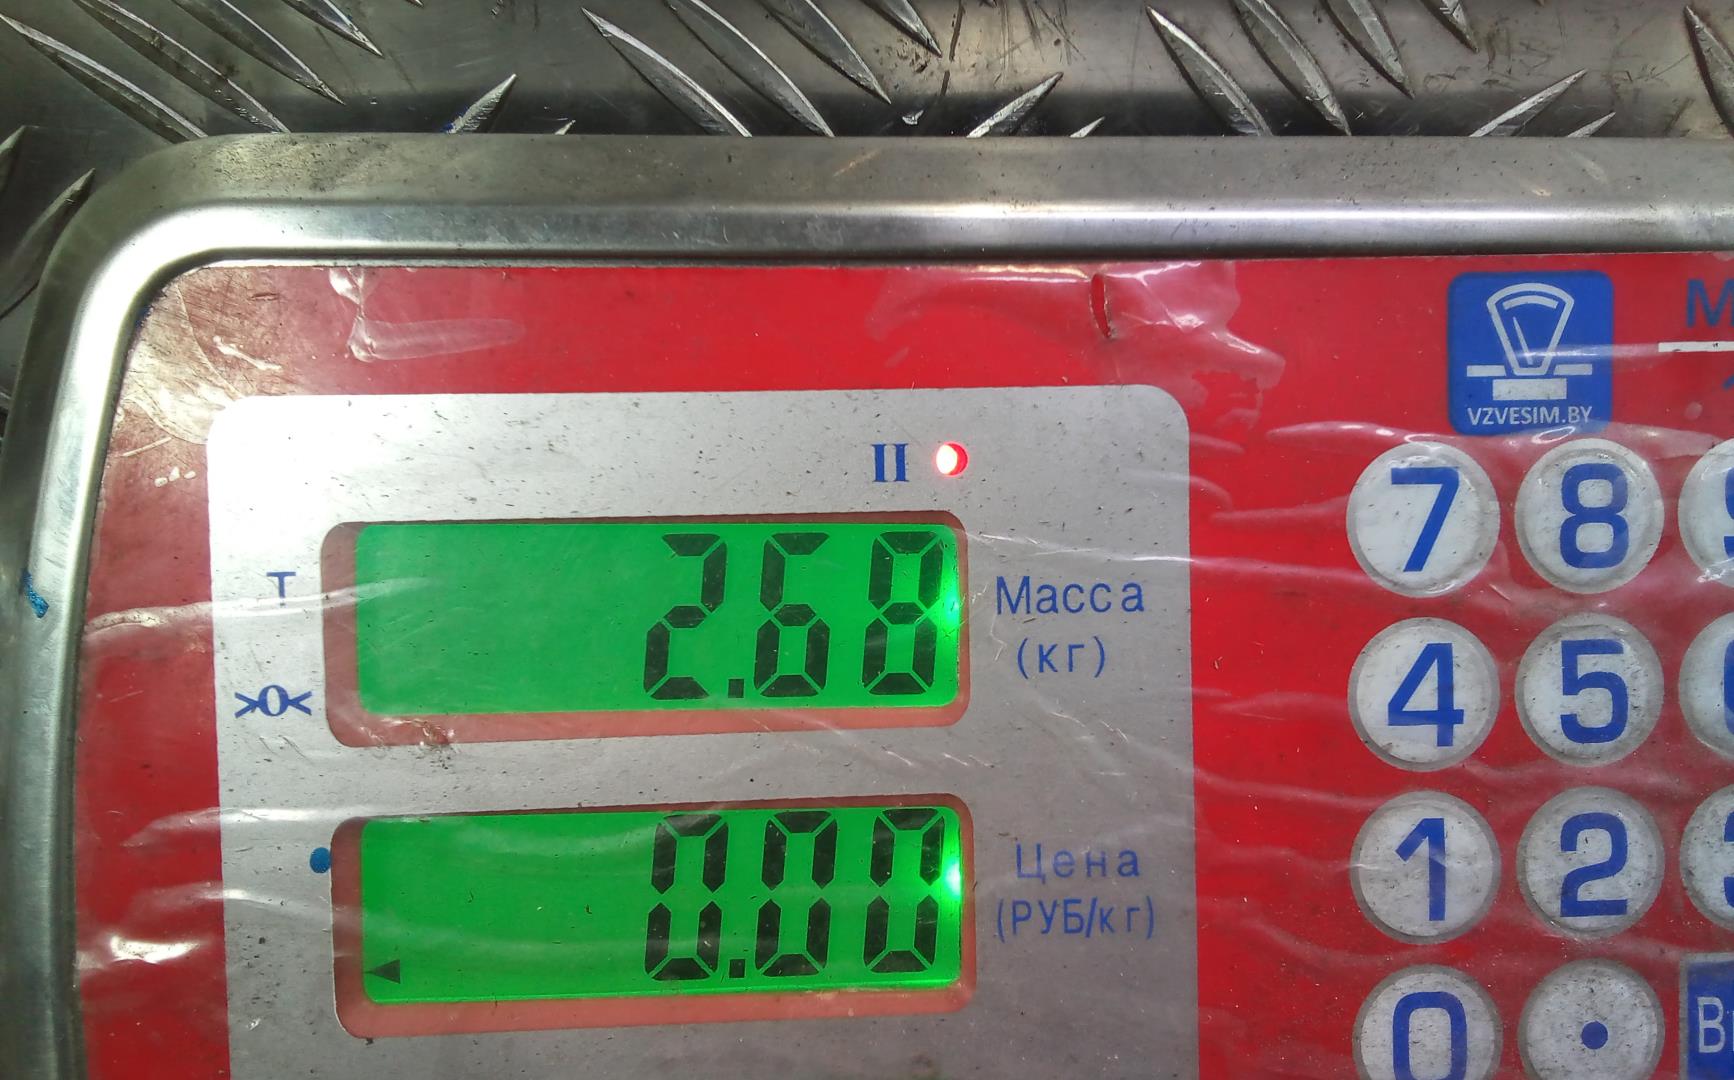 VZVESIM.BY
II
T
2.68
Масса
(кг)
>0<
0.00
Цена
(РУБ/кг)
7 8
4 5
1 2
0 .